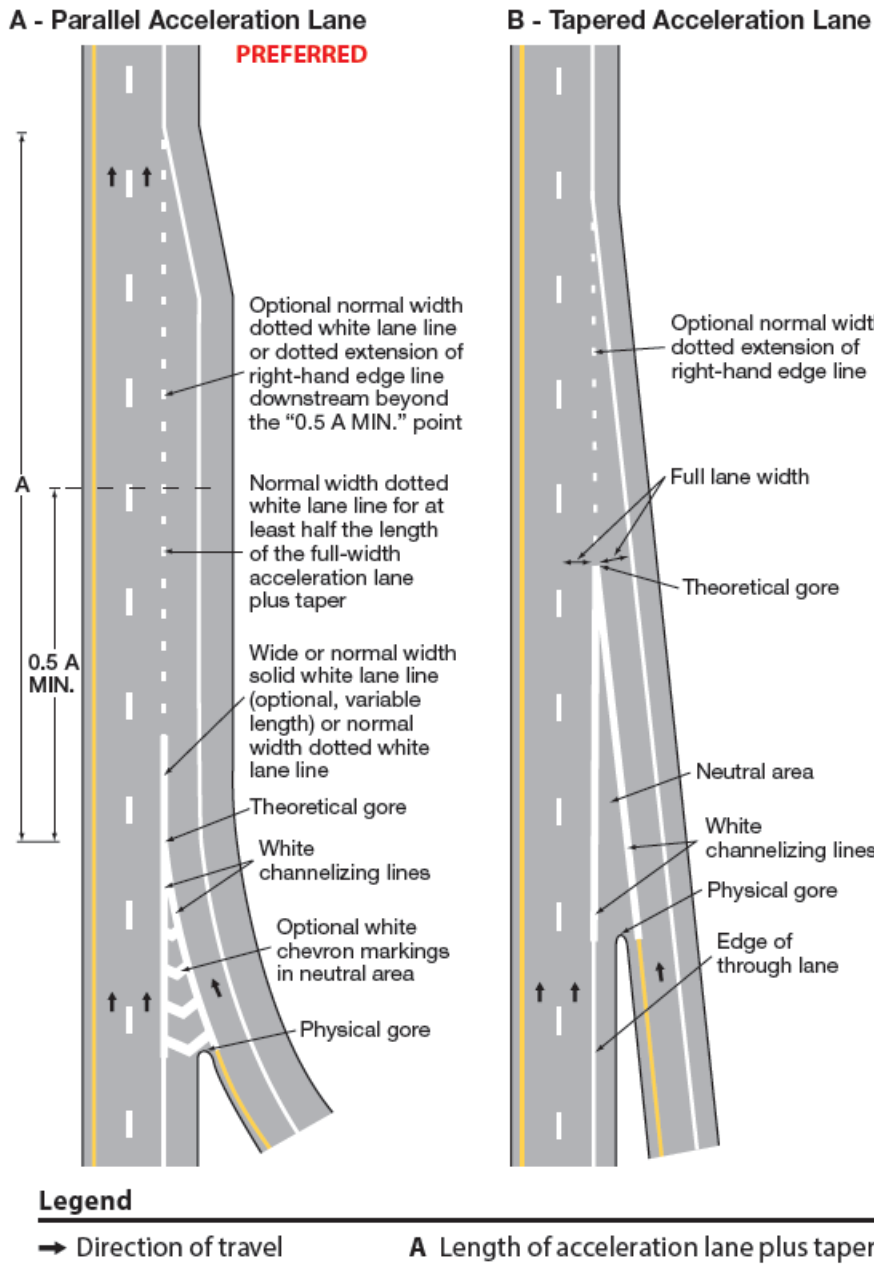 A - Parallel Acceleration Lane
PREFERRED
Optional normal width
dotted white lane line
or dotted extension of
right-hand edge line
downstream beyond
the “0.5 A MIN.” point
A
Normal width dotted
white lane line for at
least half the length
of the full-width
acceleration lane
plus taper
0.5 A
MIN.
Wide or normal width
solid white lane line
(optional, variable
length) or normal
width dotted white
lane line
Theoretical gore
White
channelizing lines
Optional white
chevron markings
in neutral area
Physical gore
B - Tapered Acceleration Lane
Optional normal widt
dotted extension of
right-hand edge line
Full lane width
Theoretical gore
Neutral area
White
channelizing lines
Physical gore
Edge of
through lane
Legend
Direction of travel
A Length of acceleration lane plus taper